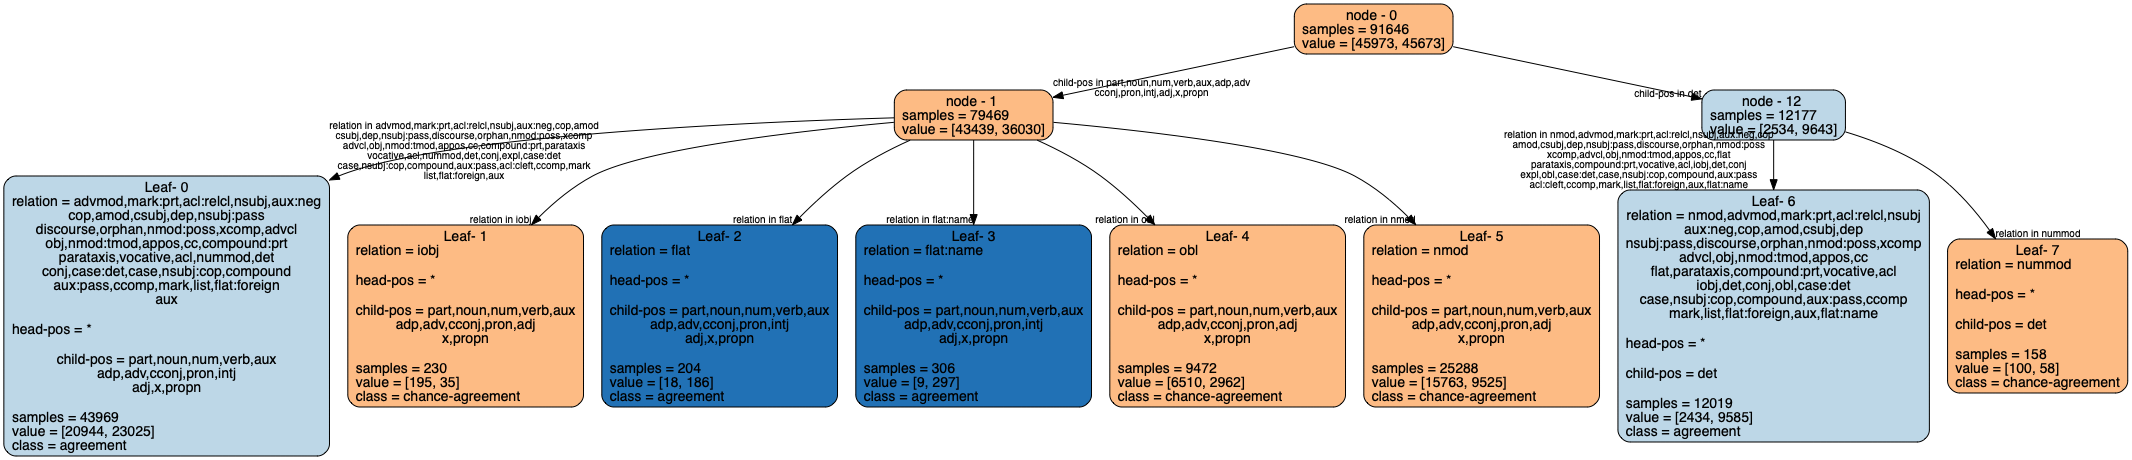 node - 0
samples = 91646
value = [45973, 45673]
child-pos in part,noun,num,verb,aux,adp,adv
cconj,pron,intj,adj,x,propn
child-pos in det
node - 1
samples = 79469
value = [43439, 36030]
node - 12
samples = 12177
value = [2534, 9643]
relation in advmod,mark:prt,acl:relcl,nsubj,aux:neg,cop,amod
csubj,dep,nsubj:pass,discourse,orphan,nmod:poss,xcomp
advcl,obj,nmod:tmod,appos,cc,compound:prt,parataxis
vocative,acl,nummod,det,conj,expl,case:det
case,nsubj:cop,compound,aux:pass,acl:cleft,ccomp,mark
list,flat:foreign,aux
relation in iobj
relation in flat
relation in flat:name
relation in obl
relation in nmod
relation in nmod,advmod,mark:prt,acl:relcl,nsubj,aux:neg,cop
amod,csubj,dep,nsubj:pass,discourse,orphan,nmod:poss
xcomp,advcl,obj,nmod:tmod,appos,cc,flat
parataxis,compound:prt,vocative,acl,iobj,det,conj
expl,obl,case:det,case,nsubj:cop,compound,aux:pass
acl:cleft,ccomp,mark,list,flat:foreign,aux,flat:name
relation in nummod
Leaf- 0
relation = advmod,mark:prt,acl:relcl,nsubj,aux:neg
cop,amod,csubj,dep,nsubj:pass
discourse,orphan,nmod:poss,xcomp,advcl
obj,nmod:tmod,appos,cc,compound:prt
parataxis,vocative,acl,nummod,det
conj,case:det,case,nsubj:cop,compound
aux:pass,ccomp,mark,list,flat:foreign
aux
head-pos = *
child-pos = part,noun,num,verb,aux
adp,adv,cconj,pron,intj
adj,x,propn
samples = 43969
value = [20944, 23025]
class = agreement
Leaf- 1
relation = iobj
head-pos = *
child-pos = part,noun,num,verb,aux
adp,adv,cconj,pron,adj
x,propn
samples = 230
value = [195, 35]
class = chance-agreement
Leaf- 2
relation = flat
head-pos = *
child-pos = part,noun,num,verb,aux
adp,adv,cconj,pron,intj
adj,x,propn
samples = 204
value = [18, 186]
class = agreement
Leaf- 3
relation = flat:name
head-pos = *
child-pos = part,noun,num,verb,aux
adp,adv,cconj,pron,intj
adj,x,propn
samples = 306
value = [9, 297]
class = agreement
Leaf- 4
relation = obl
head-pos = *
child-pos = part,noun,num,verb,aux
adp,adv,cconj,pron,adj
x,propn
samples = 9472
value = [6510, 2962]
class = chance-agreement
Leaf- 5
relation = nmod
head-pos = *
child-pos = part,noun,num,verb,aux
adp,adv,cconj,pron,adj
x,propn
samples = 25288
value = [15763, 9525]
class = chance-agreement
Leaf- 6
relation = nmod,advmod,mark:prt,acl:relcl,nsubj
aux:neg,cop,amod,csubj,dep
nsubj:pass,discourse,orphan,nmod:poss,xcomp
advcl,obj,nmod:tmod,appos,cc
flat,parataxis,compound:prt,vocative,acl
iobj,det,conj,obl,case:det
case,nsubj:cop,compound,aux:pass,ccomp
mark,list,flat:foreign,aux,flat:name
head-pos = *
child-pos = det
samples = 12019
value = [2434, 9585]
class = agreement
Leaf- 7
relation = nummod
head-pos = *
child-pos = det
samples = 158
value = [100, 58]
class = chance-agreement